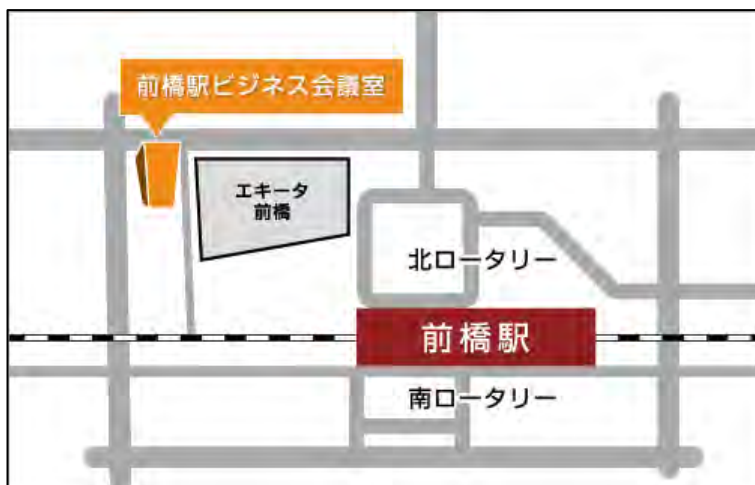 前橋駅ビジネス会議室
エキータ
前橋
北ロータリー
前橋駅
南ロータリー